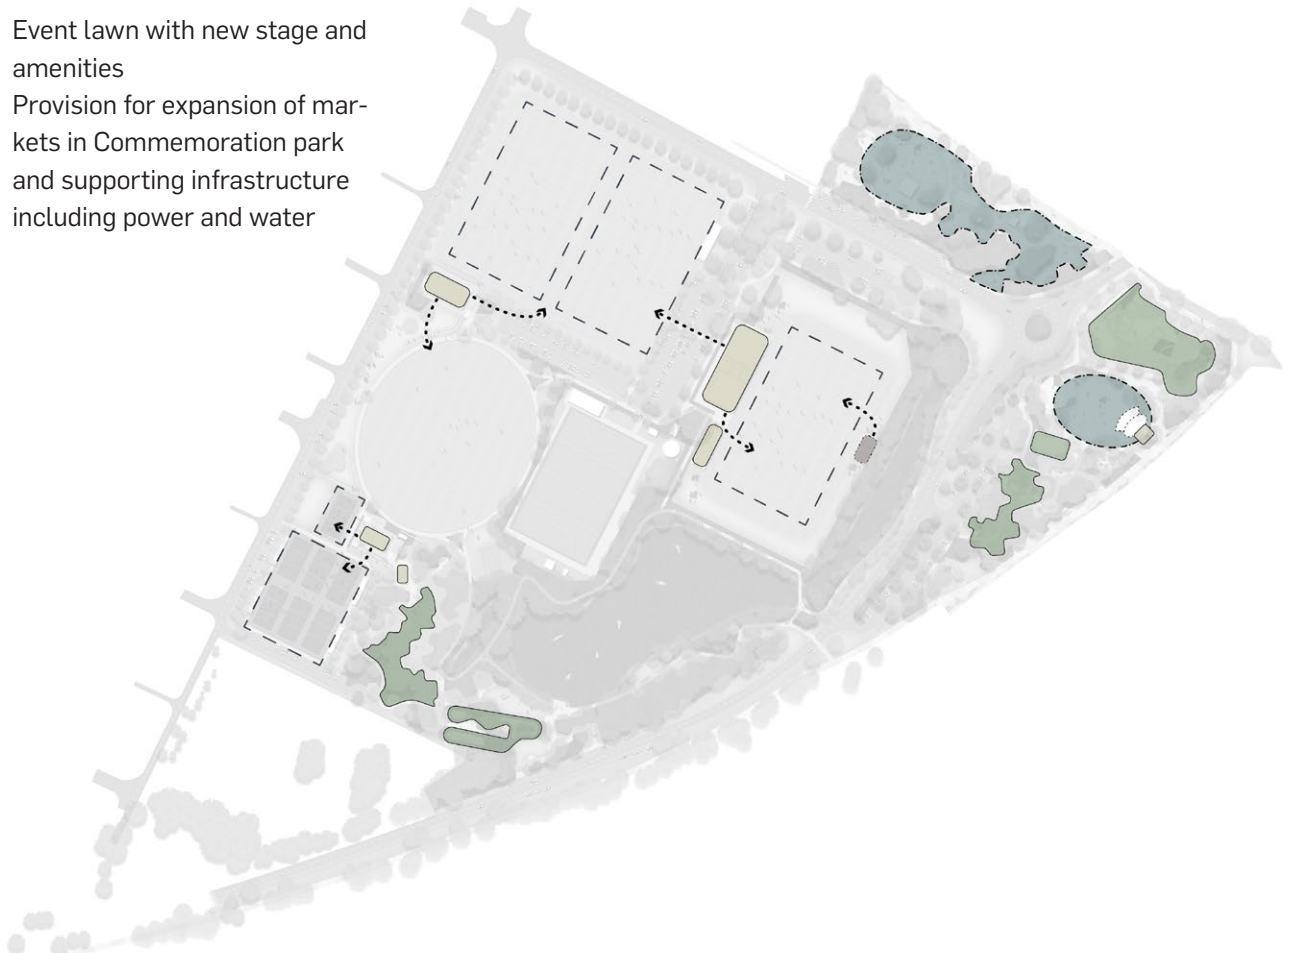 Event lawn with new stage and
amenities
Provision for expansion of mar-
kets in Commemoration park
and supporting infrastructure
including power and water